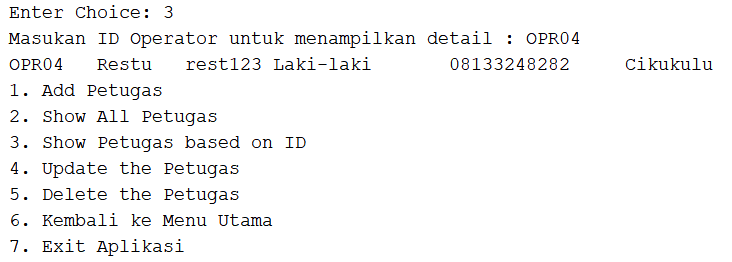 Enter Choice: 3
Masukan ID Operator untuk menampilkan detail : OPR04
OPR04 Restu rest123 Laki-laki 08133248282 Cikukulu
1. Add Petugas
2. Show All Petugas
3. Show Petugas based on ID
4. Update the Petugas
5. Delete the Petugas
6. Kembali ke Menu Utama
7. Exit Aplikasi